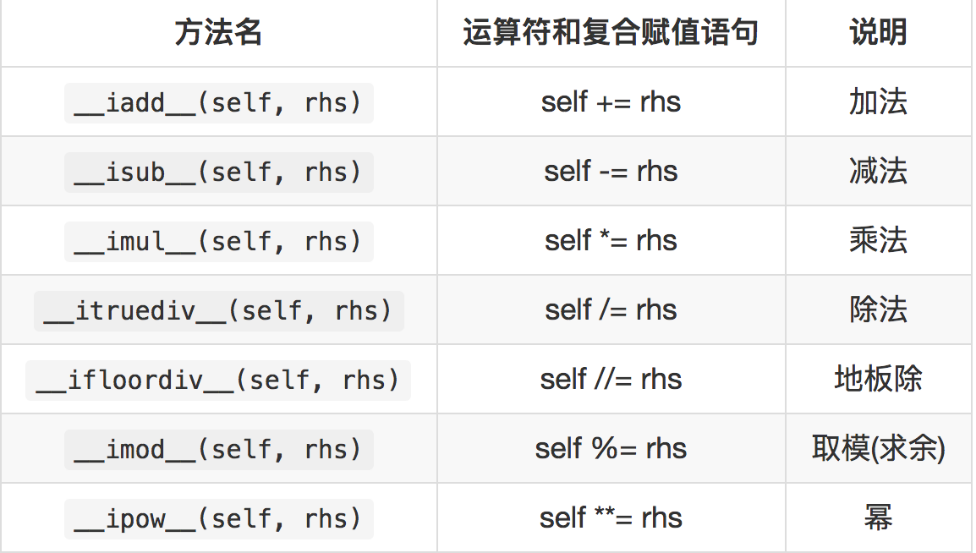 方法名 运算符和复合赋值语句 说明
__iadd__(self, rhs) self += rhs 加法
__isub__(self, rhs) self -= rhs 减法
__imul__(self, rhs) self *= rhs 乘法
__itruediv__(self, rhs) self /= rhs 除法
__ifloordiv__(self, rhs) self //= rhs 地板除
__imod__(self, rhs) self %= rhs 取模(求余)
__ipow__(self, rhs) self **= rhs 幂